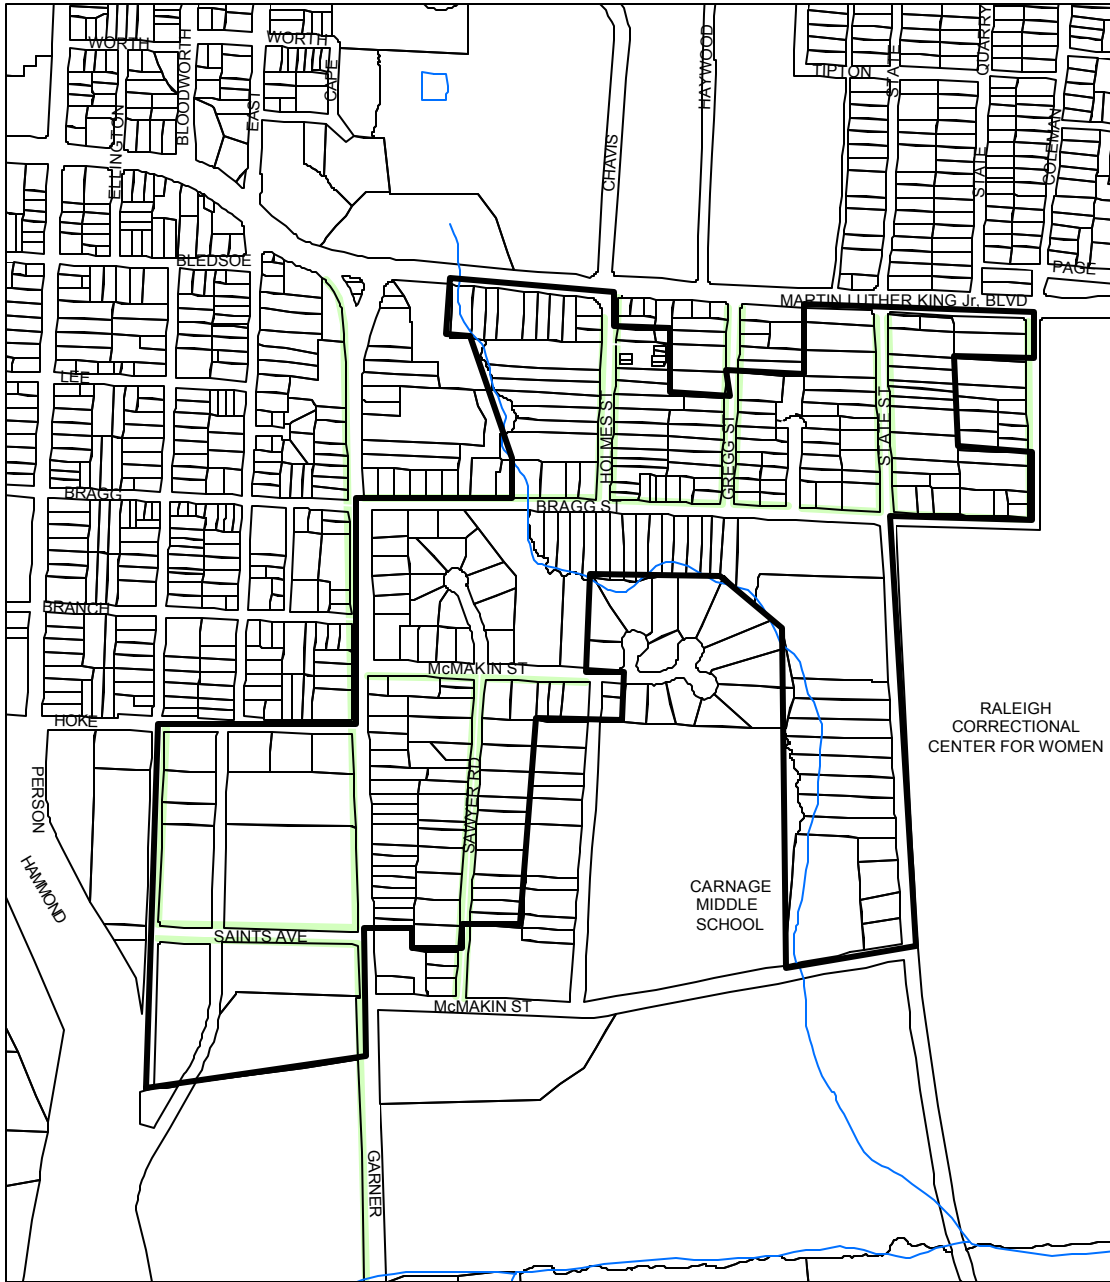 WORTH
WORTH
BLOODWORTH
ELLINGTON
EAST
CAPE
CHAVIS
HAYWOOD
TIPTON
STATE
QUARRY
STATE
COLEMAN
PAGE
BLEDSOE
MARTIN LUTHER KING Jr. BLVD
LEE
HOLMES ST
GREGG ST
STATE ST
BRAGG
BRAGG ST
BRANCH
McMAKIN ST
HOKE
RALEIGH
CORRECTIONAL
CENTER FOR WOMEN
PERSON
SAWYER RD
HAMMOND
CARNAGE
MIDDLE
SCHOOL
SAINTS AVE
McMAKIN ST
GARNER